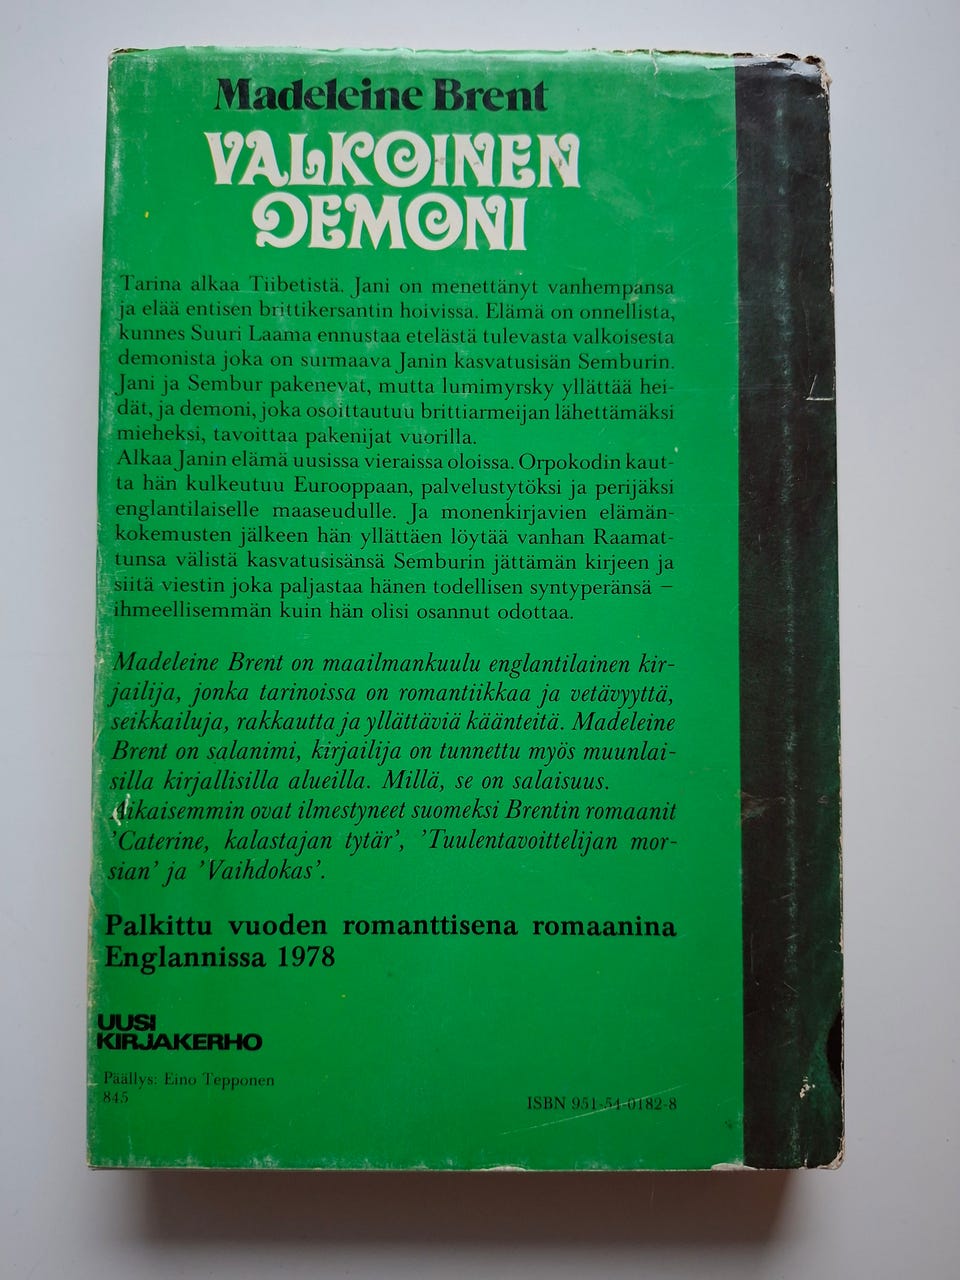 Madeleine Brent
VALKOINEN
DEMONI
Tarina alkaa Tiibetistä. Jani on menettänyt vanhempansa
ja elää entisen brittikersantin hoivissa. Elämä on onnellista,
kunnes Suuri Laama ennustaa etelästä tulevasta valkoisesta
demonista joka on surmaava Janin kasvatusisän Semburin.
Jani ja Sembur pakenevat, mutta lumimyrsky yllättää hei-
dät, ja demoni, joka osoittautuu brittiarmeijan lähettämäksi
mieheksi, tavoittaa pakenijat vuorilla.
Alkaa Janin elämä uusissa vieraissa oloissa. Orpokodin kaut-
ta hän kulkeutuu Eurooppaan, palvelustytöksi ja perijäksi
englantilaiselle maaseudulle. Ja monenkirjavien elämän-
kokemusten jälkeen hän yllättäen löytää vanhan Raamat-
tunsa välistä kasvatusisänsä Semburin jättämän kirjeen ja
siitä viestin joka paljastaa hänen todellisen syntyperänsä —
ihmeellisemmän kuin hän olisi osannut odottaa.
Madeleine Brent on maailmankuulu englantilainen kir-
jailija, jonka tarinoissa on romantiikkaa ja vetävyyttä,
seikkailuja, rakkautta ja yllättäviä käänteitä. Madeleine
Brent on salanimi, kirjailija on tunnettu myös muunlai-
silla kirjallisilla alueilla. Millä, se on salaisuus.
Aikaisemmin ovat ilmestyneet suomeksi Brentin romaanit
'Caterine, kalastajan tytär', 'Tuulentavoittelijan mor-
sian' ja 'Vaihdokas'.
Palkittu vuoden romanttisena romaanina
Englannissa 1978
UUSI
KIRJAKERHO
Päällys: Eino Tepponen
845
ISBN 951-54-0182-8